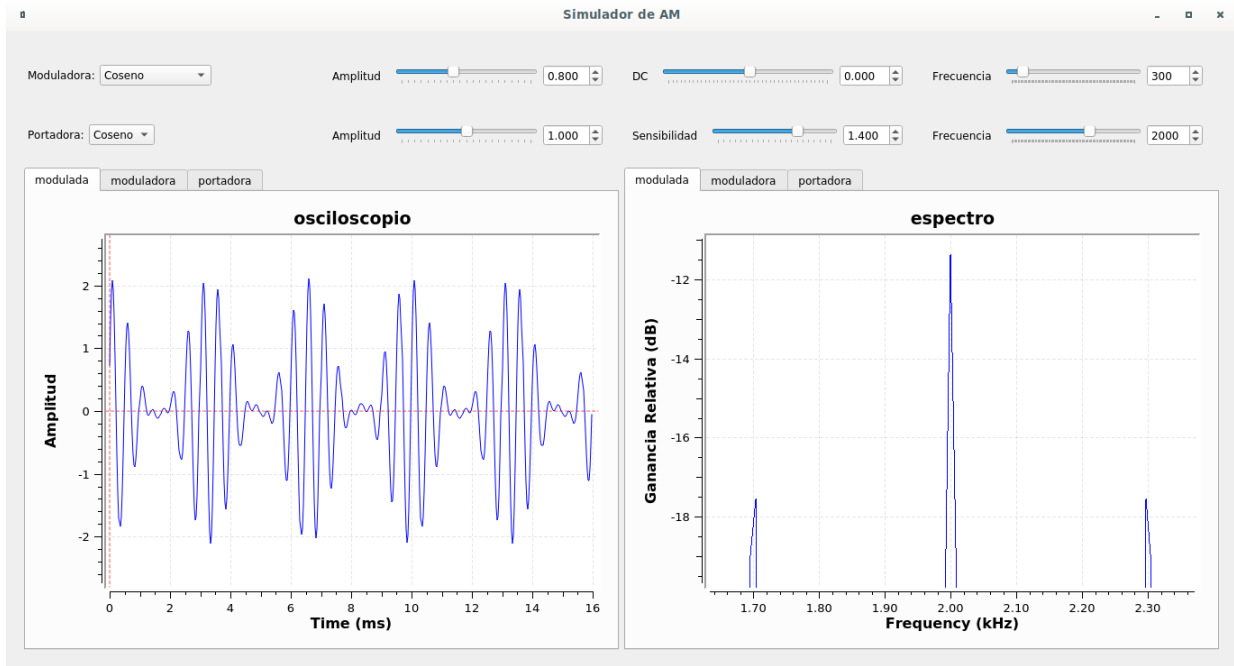 Simulador de AM
Moduladora: Coseno Amplitud 0.800 DC 0.000 Frecuencia 300
Portadora: Coseno Amplitud 1.000 Sensibilidad 1.400 Frecuencia 2000
modulada moduladora portadora
osciloscopio
Amplitud
2
1
0
-1
-2
0 2 4 6 8 10 12 14 16
Time (ms)
modulada moduladora portadora
espectro
Ganancia Relativa (dB)
-12
-14
-16
-18
1.70 1.80 1.90 2.00 2.10 2.20 2.30
Frequency (kHz)